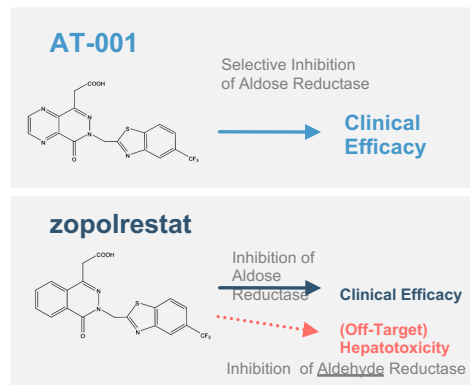 AT-001
Selective Inhibition
of Aldose Reductase
COOH
N
N
N
N
N
O
S
CF3
Clinical
Efficacy
zopolrestat
COOH
Inhibition of
Aldose
Reductase
N
N
O
S
N
CF3
Clinical Efficacy
(Off-Target)
Hepatotoxicity
Inhibition of Aldehyde Reductase